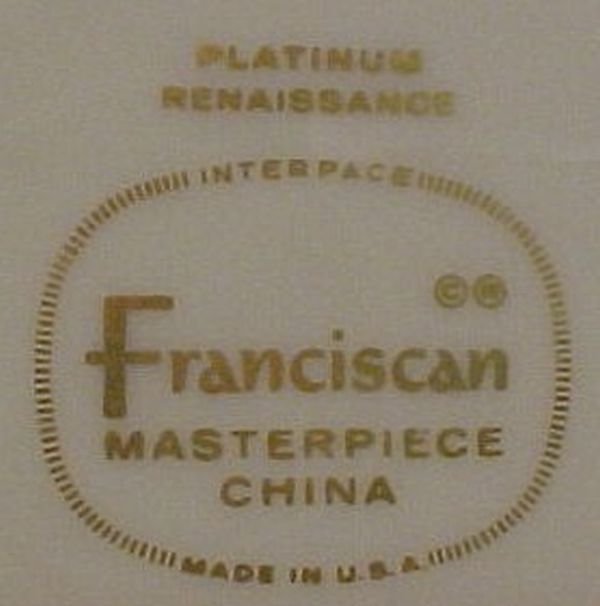 PLATINUM
RENAISSANCE
INTERPACE
©®
Franciscan
MASTERPIECE
CHINA
MADE IN U.S.A.